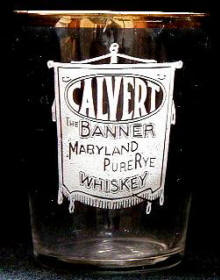 CALVERT
THE BANNER
MARYLAND
PURE RYE
WHISKEY